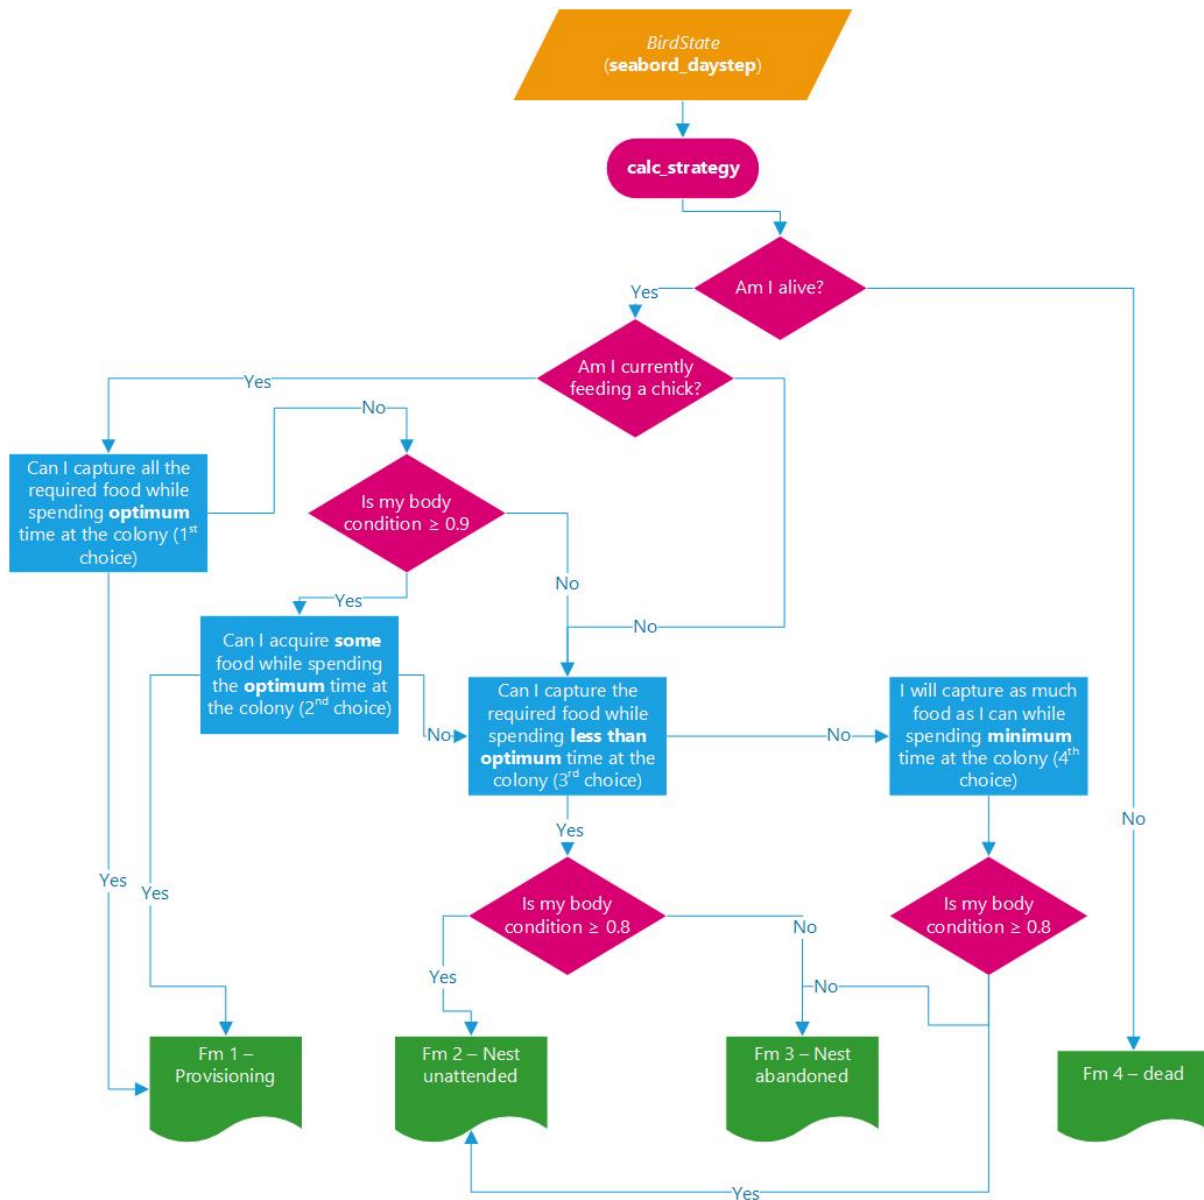 BirdState
(seabord_daystep)
calc_strategy
Am I alive?
Yes
Am I currently
feeding a chick?
Yes
No
Can I capture all the
required food while
spending optimum
time at the colony (1st
choice)
Is my body
condition ≥ 0.9
No
Yes
No
Can I acquire some
food while spending
the optimum time at
the colony (2nd choice)
Can I capture the
required food while
spending less than
optimum time at the
colony (3rd choice)
I will capture as much
food as I can while
spending minimum
time at the colony (4th
choice)
No
No
No
Yes
Yes
Yes
Is my body
condition ≥ 0.8
Is my body
condition ≥ 0.8
No
Yes
No
Fm 1 –
Provisioning
Fm 2 – Nest
unattended
Fm 3 – Nest
abandoned
Fm 4 – dead
Yes